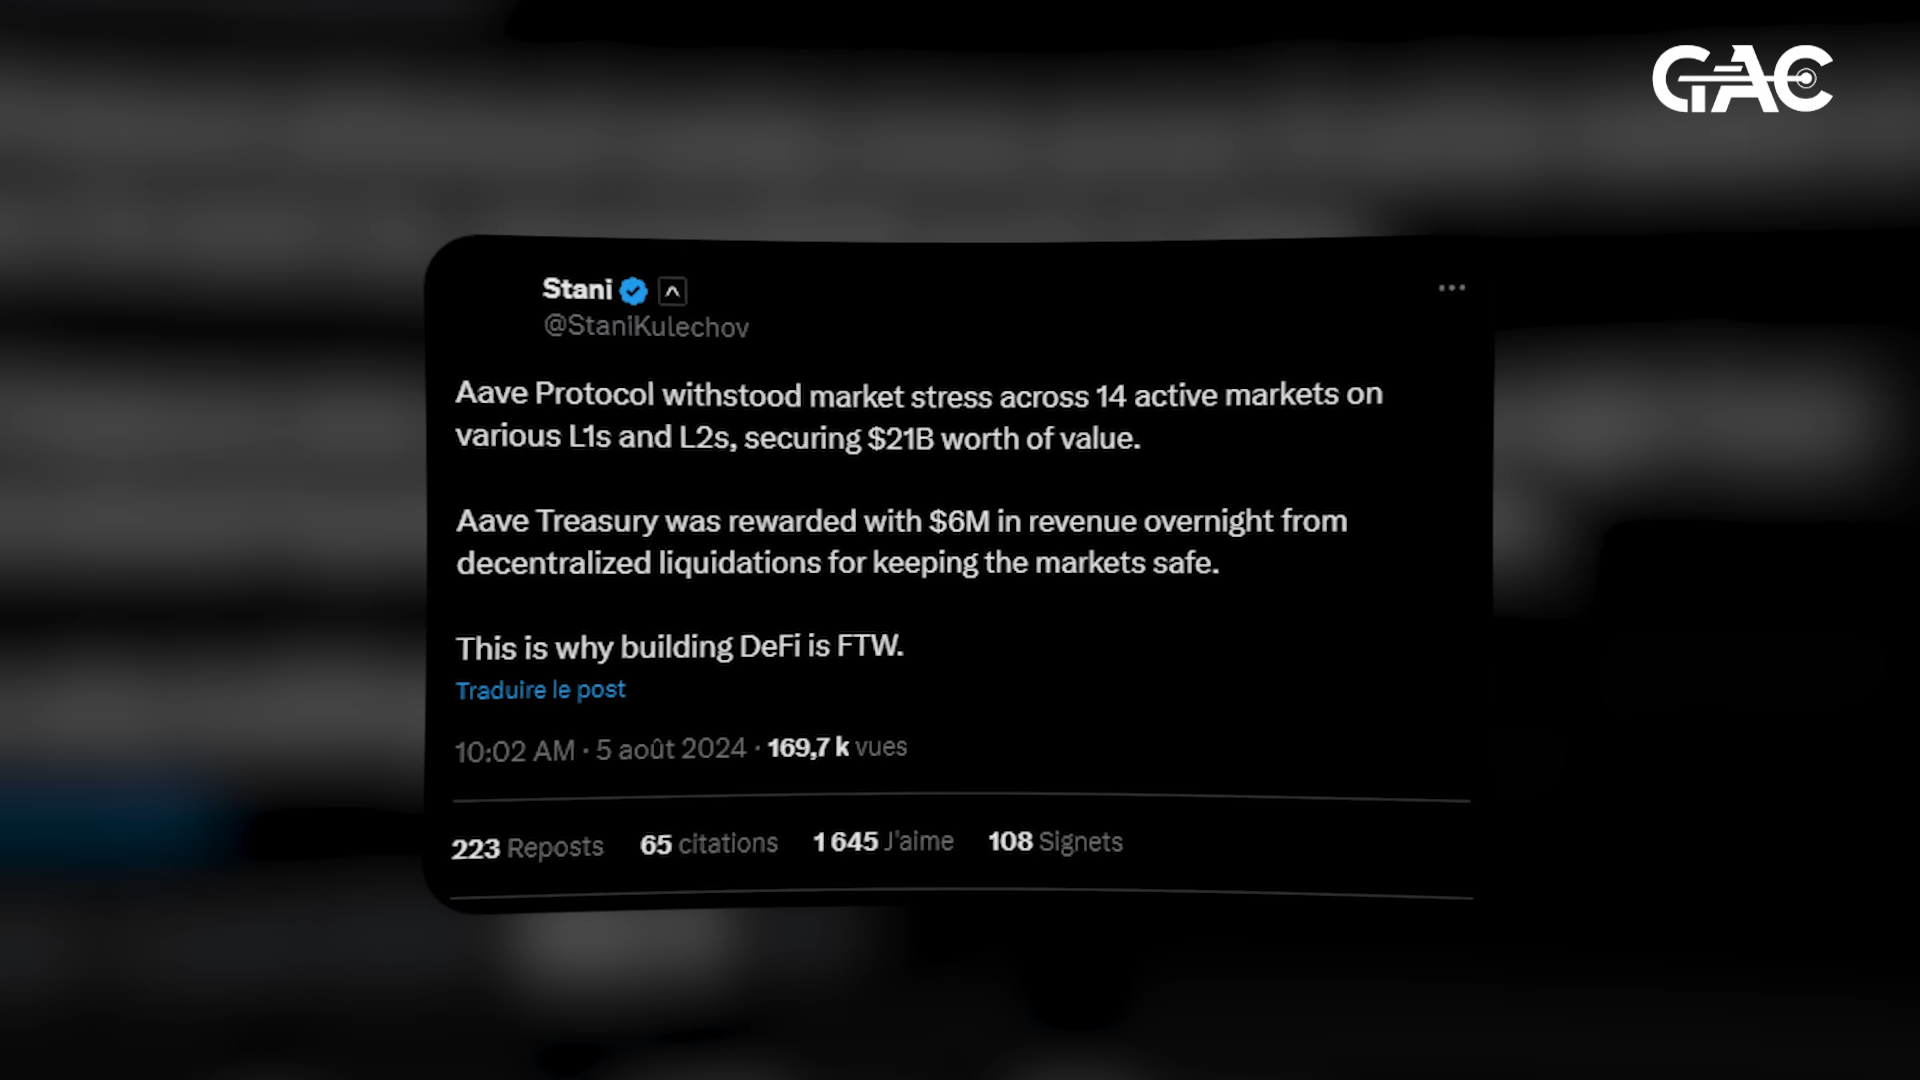 GAC
Stani
@StaniKulechov
Aave Protocol withstood market stress across 14 active markets on
various L1s and L2s, securing $21B worth of value.
Aave Treasury was rewarded with $6M in revenue overnight from
decentralized liquidations for keeping the markets safe.
This is why building DeFi is FTW.
Traduire le post
10:02 AM · 5 août 2024 · 169,7 k vues
223 Reposts 65 citations 1 645 J'aime 108 Signets